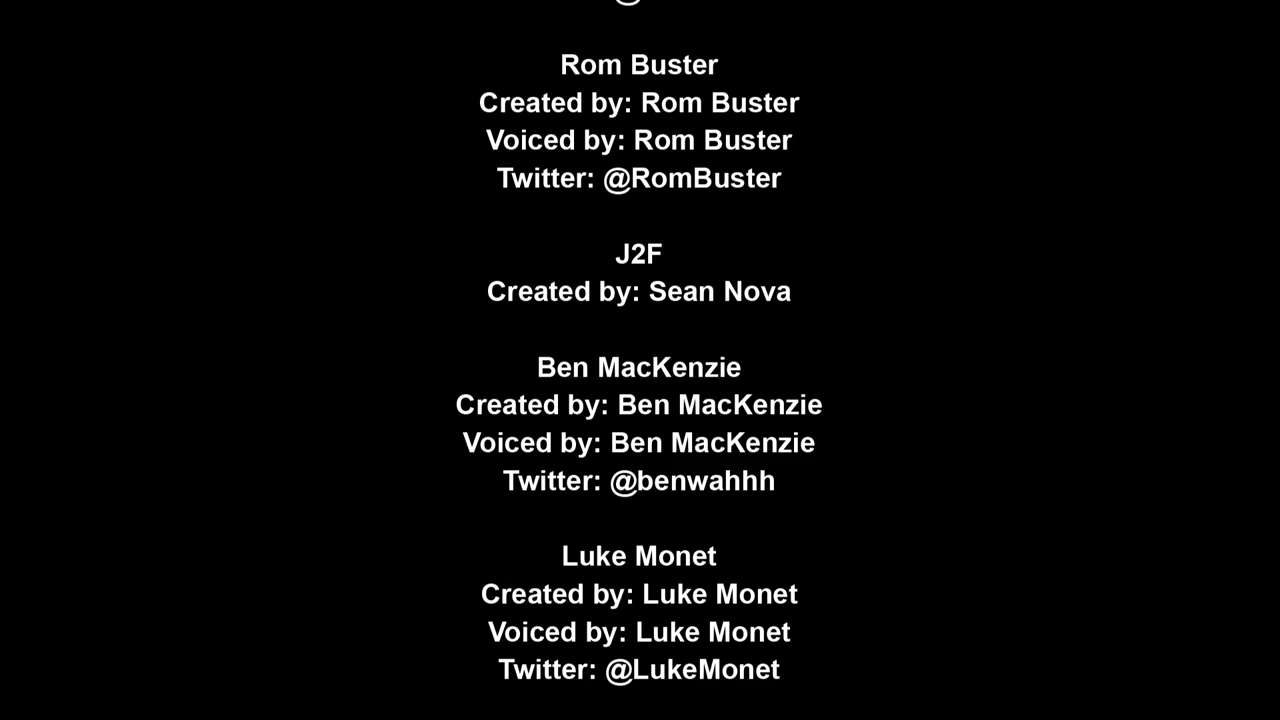 Rom Buster
Created by: Rom Buster
Voiced by: Rom Buster
Twitter: @RomBuster
J2F
Created by: Sean Nova
Ben MacKenzie
Created by: Ben MacKenzie
Voiced by: Ben MacKenzie
Twitter: @benwahhh
Luke Monet
Created by: Luke Monet
Voiced by: Luke Monet
Twitter: @LukeMonet